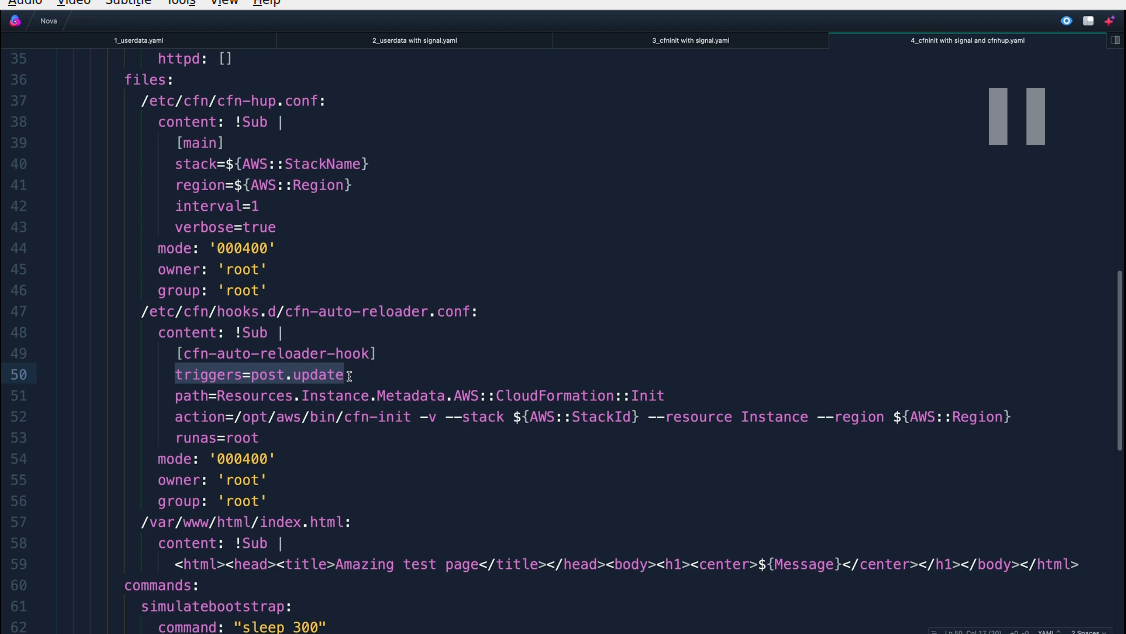 Audio Video Subtitle Tools View Help
Nova
1_userdata.yaml 2_userdata with signal.yaml 3_cfninit with signal.yaml 4_cfninit with signal and cfnhup.yaml
35 httpd: []
36 files:
37 /etc/cfn/cfn-hup.conf:
38 content: !Sub |
39 [main]
40 stack=${AWS::StackName}
41 region=${AWS::Region}
42 interval=1
43 verbose=true
44 mode: '000400'
45 owner: 'root'
46 group: 'root'
47 /etc/cfn/hooks.d/cfn-auto-reloader.conf:
48 content: !Sub |
49 [cfn-auto-reloader-hook]
50 triggers=post.update
51 path=Resources.Instance.Metadata.AWS::CloudFormation::Init
52 action=/opt/aws/bin/cfn-init -v --stack ${AWS::StackId} --resource Instance --region ${AWS::Region}
53 runas=root
54 mode: '000400'
55 owner: 'root'
56 group: 'root'
57 /var/www/html/index.html:
58 content: !Sub |
59 <html><head><title>Amazing test page</title></head><body><h1><center>${Message}</center></h1></body></html>
60 commands:
61 simulatebootstrap:
62 command: "sleep 300"